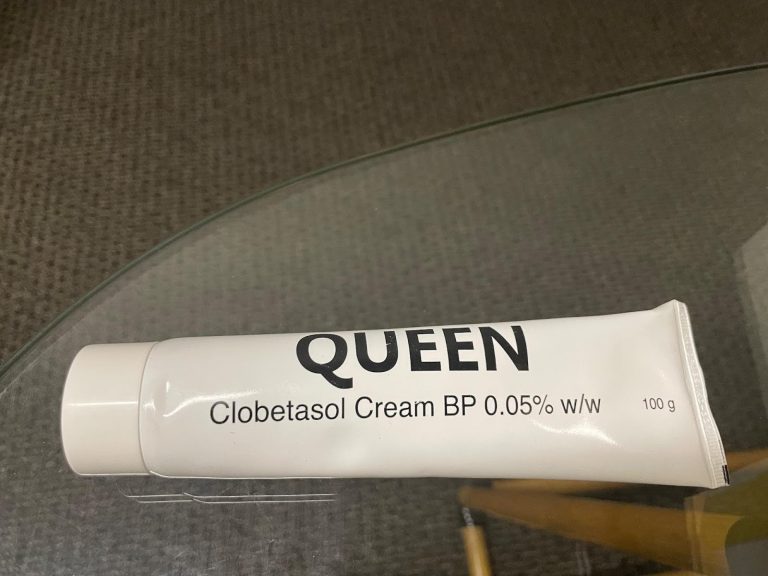 QUEEN
Clobetasol Cream BP 0.05% w/w
100 g